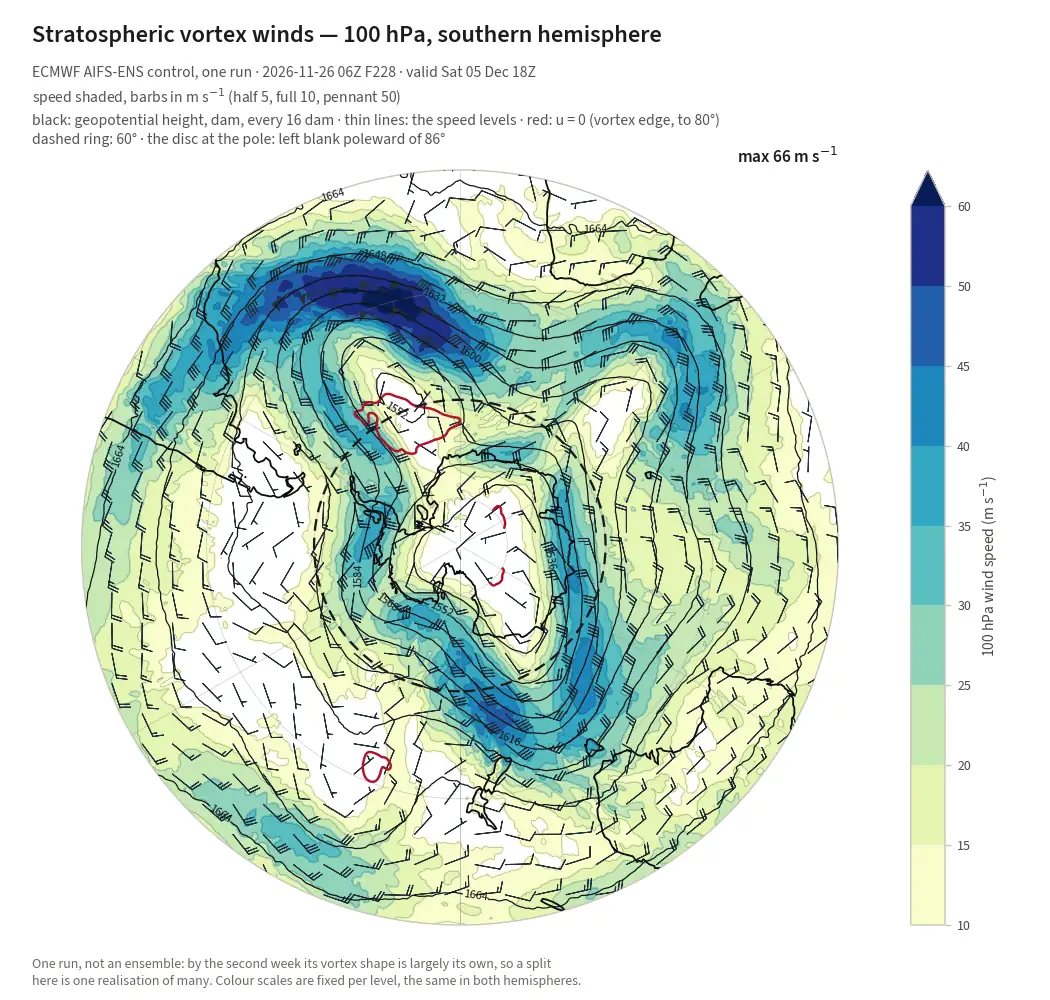 Stratospheric vortex winds — 100 hPa, southern hemisphere
ECMWF AIFS-ENS control, one run · 2026-11-26 06Z F228 · valid Sat 05 Dec 18Z
speed shaded, barbs in m s⁻¹ (half 5, full 10, pennant 50)
black: geopotential height, dam, every 16 dam · thin lines: the speed levels · red: u = 0 (vortex edge, to 80°)
dashed ring: 60° · the disc at the pole: left blank poleward of 86°
max 66 m s⁻¹
1664
1664
1648
1632
1600
1664
1584
1552
1536
1616
1664
60
50
45
40
35
30
25
20
15
10
100 hPa wind speed (m s⁻¹)
One run, not an ensemble: by the second week its vortex shape is largely its own, so a split
here is one realisation of many. Colour scales are fixed per level, the same in both hemispheres.